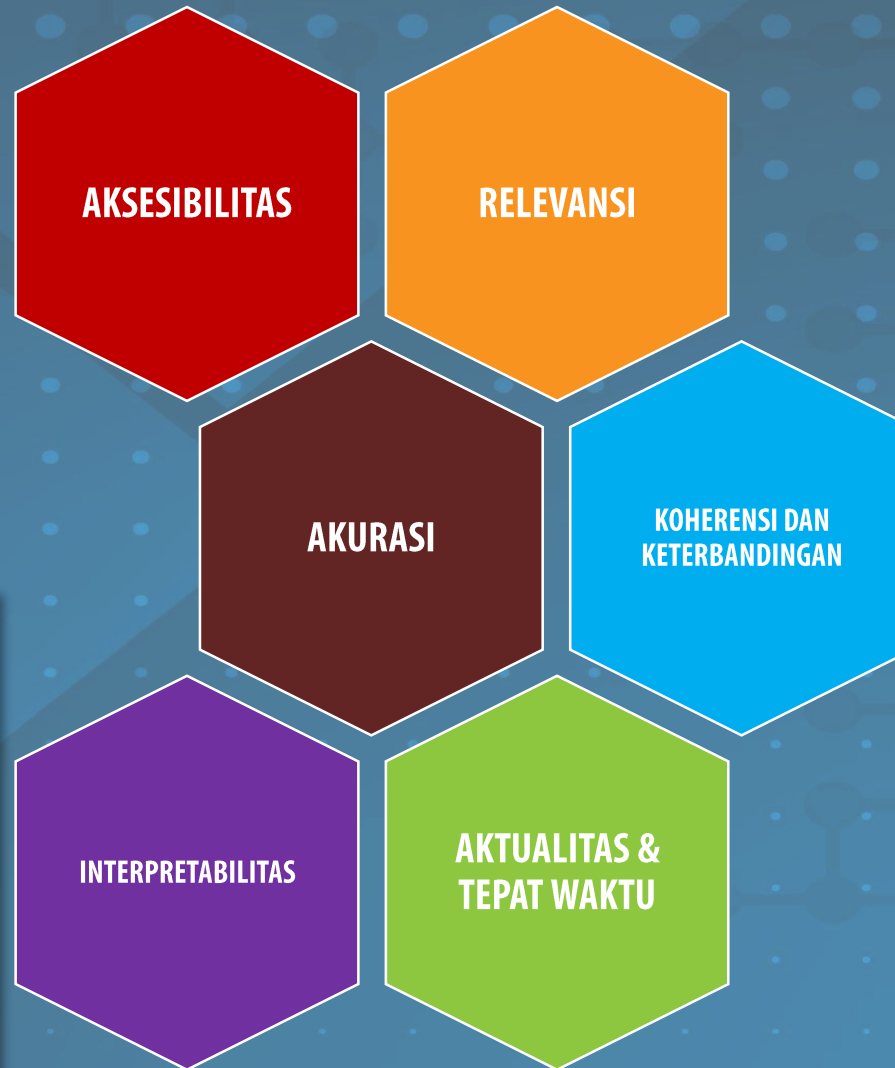 AKSESIBILITAS
RELEVANSI
AKURASI
KOHERENSI DAN
KETERBANDINGAN
INTERPRETABILITAS
AKTUALITAS &
TEPAT WAKTU